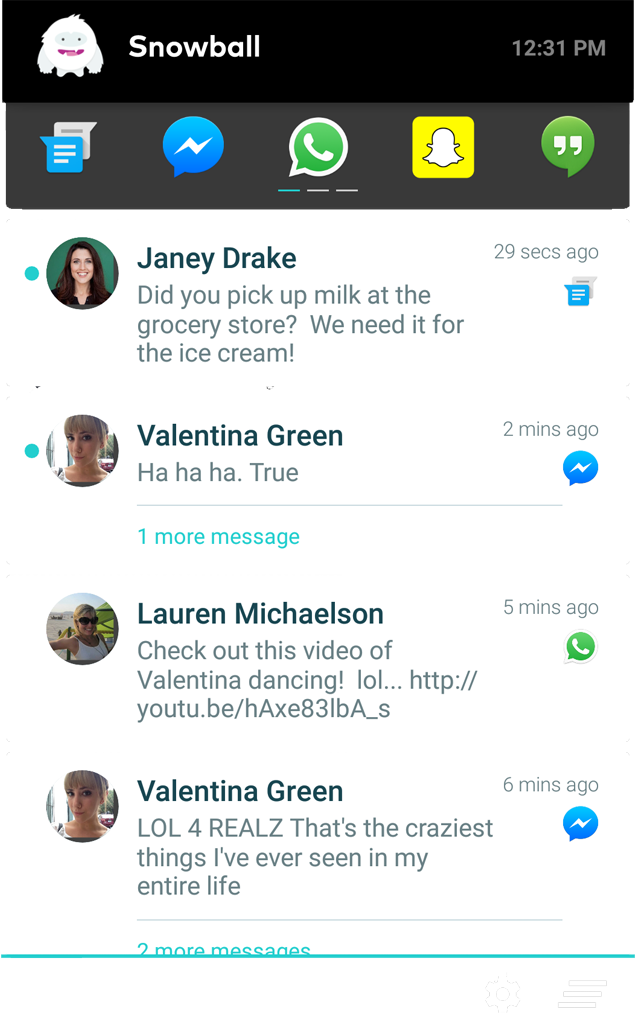 Snowball
12:31 PM
Janey Drake
29 secs ago
Did you pick up milk at the
grocery store?  We need it for
the ice cream!
Valentina Green
2 mins ago
Ha ha ha. True
1 more message
Lauren Michaelson
5 mins ago
Check out this video of
Valentina dancing!  lol... http://
youtu.be/hAxe83lbA_s
Valentina Green
6 mins ago
LOL 4 REALZ That's the craziest
things I've ever seen in my
entire life
2 more messages